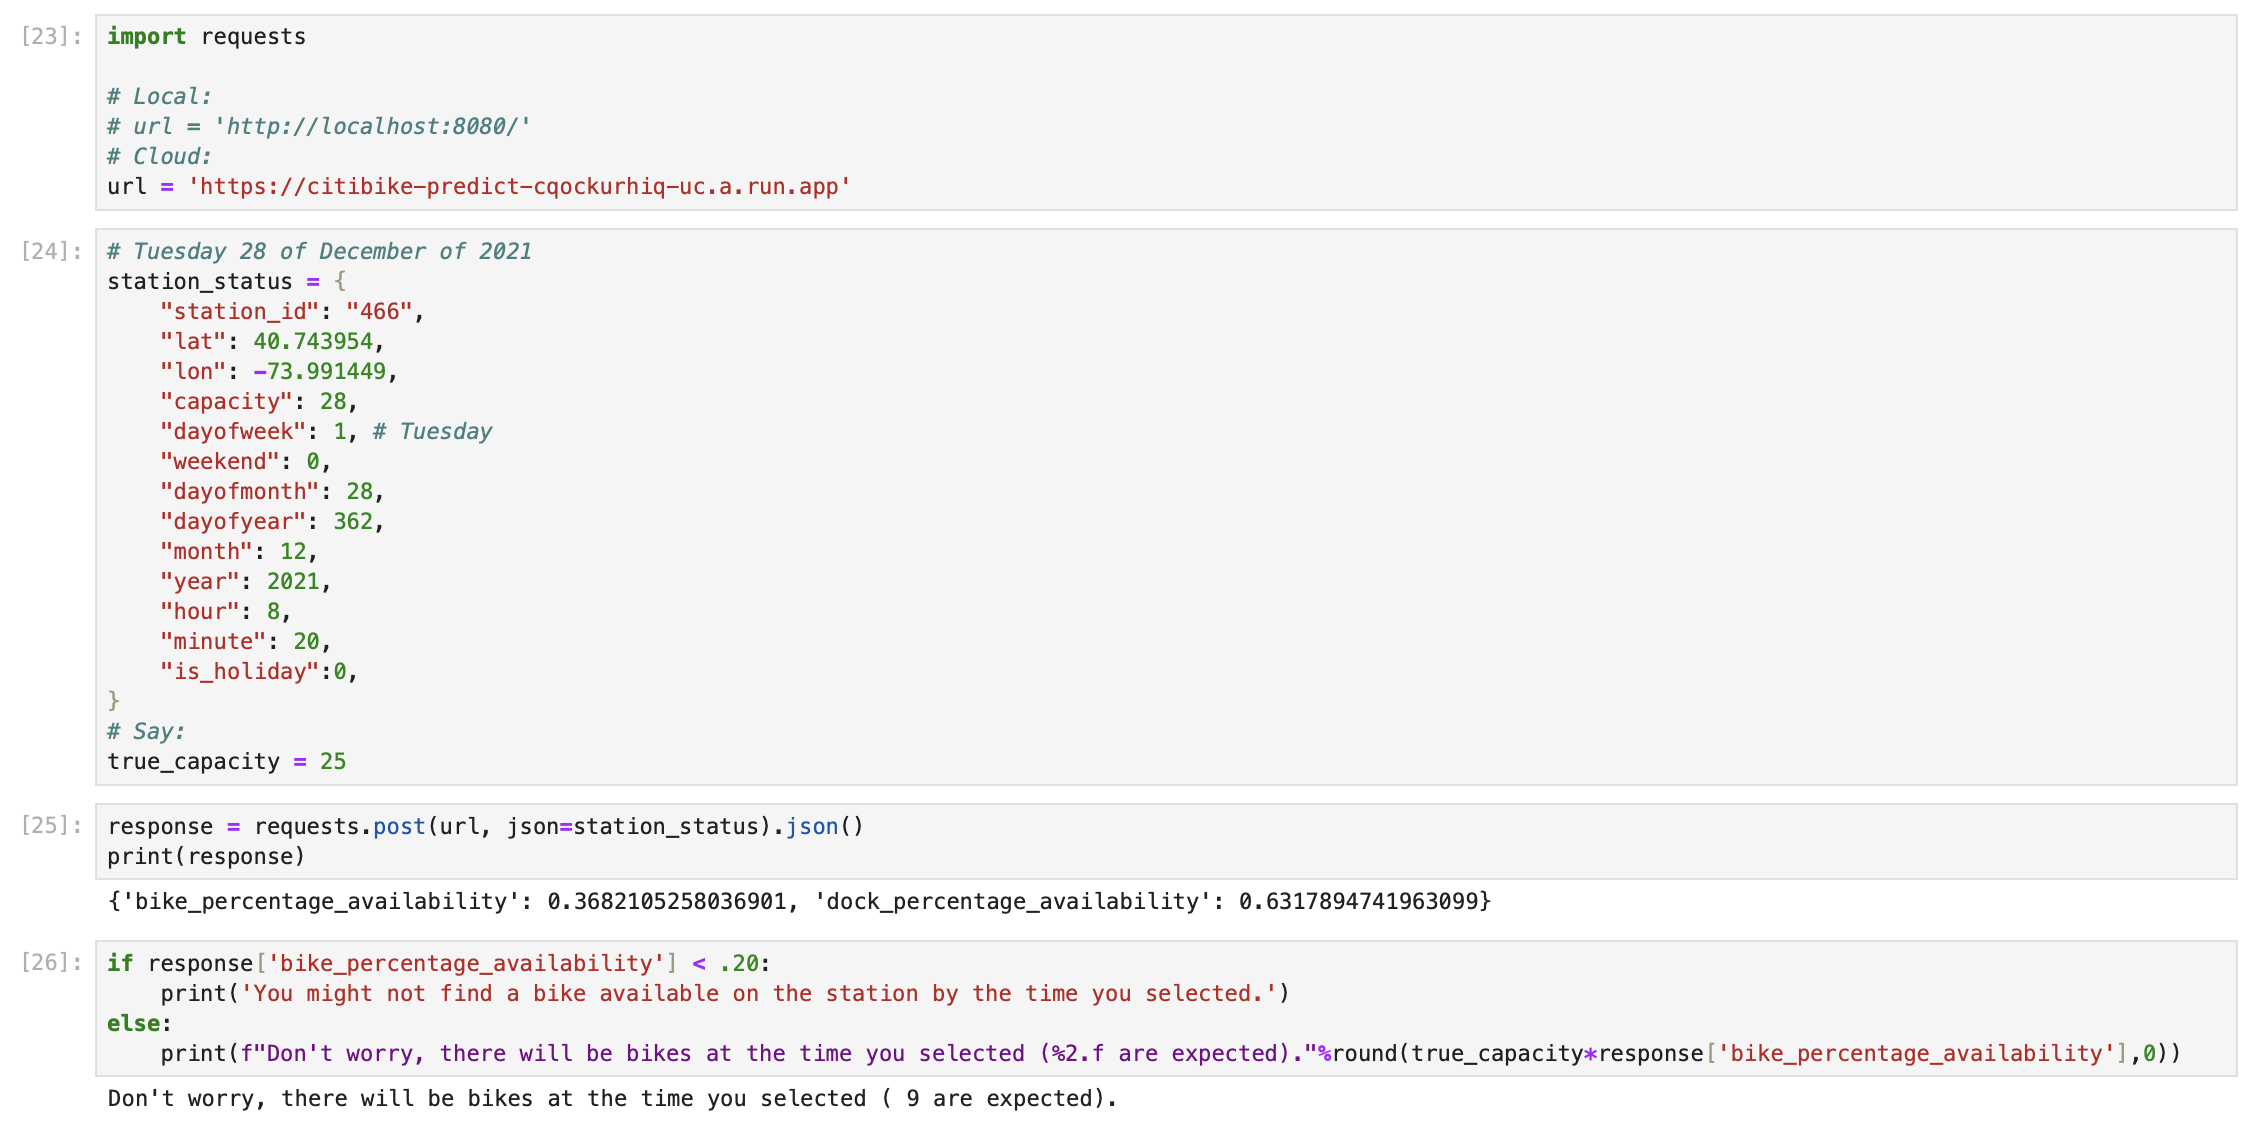 [23]:
import requests
# Local:
# url = 'http://localhost:8080/'
# Cloud:
url = 'https://citibike-predict-cqockurhiq-uc.a.run.app'
[24]:
# Tuesday 28 of December of 2021
station_status = {
    "station_id": "466",
    "lat": 40.743954,
    "lon": -73.991449,
    "capacity": 28,
    "dayofweek": 1, # Tuesday
    "weekend": 0,
    "dayofmonth": 28,
    "dayofyear": 362,
    "month": 12,
    "year": 2021,
    "hour": 8,
    "minute": 20,
    "is_holiday":0,
}
# Say:
true_capacity = 25
[25]:
response = requests.post(url, json=station_status).json()
print(response)
{'bike_percentage_availability': 0.3682105258036901, 'dock_percentage_availability': 0.6317894741963099}
[26]:
if response['bike_percentage_availability'] < .20:
    print('You might not find a bike available on the station by the time you selected.')
else:
    print(f"Don't worry, there will be bikes at the time you selected (%2.f are expected)."%round(true_capacity*response['bike_percentage_availability'],0))
Don't worry, there will be bikes at the time you selected ( 9 are expected).